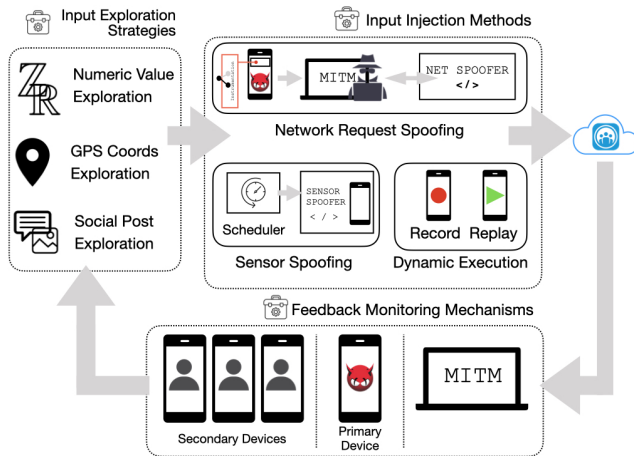 Input Exploration
Strategies
Input Injection Methods
ZR
Numeric Value
Exploration
GPS Coords
Exploration
Social Post
Exploration
MITM
NET SPOOFER
</>
Network Request Spoofing
Scheduler
SENSOR
SPOOFER
< / >
Sensor Spoofing
Record
Replay
Dynamic Execution
Feedback Monitoring Mechanisms
Secondary Devices
Primary
Device
MITM